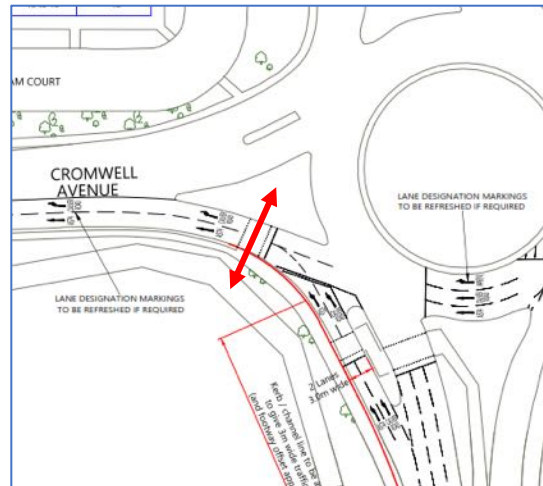 AM COURT
CROMWELL
AVENUE
LANE DESIGNATION MARKINGS
TO BE REFRESHED IF REQUIRED
LANE DESIGNATION MARKINGS
TO BE REFRESHED IF REQUIRED
2 Lanes
3.0m wide
Kerb / channel line to be a
to give 3m wide traffic
(and footway offset app